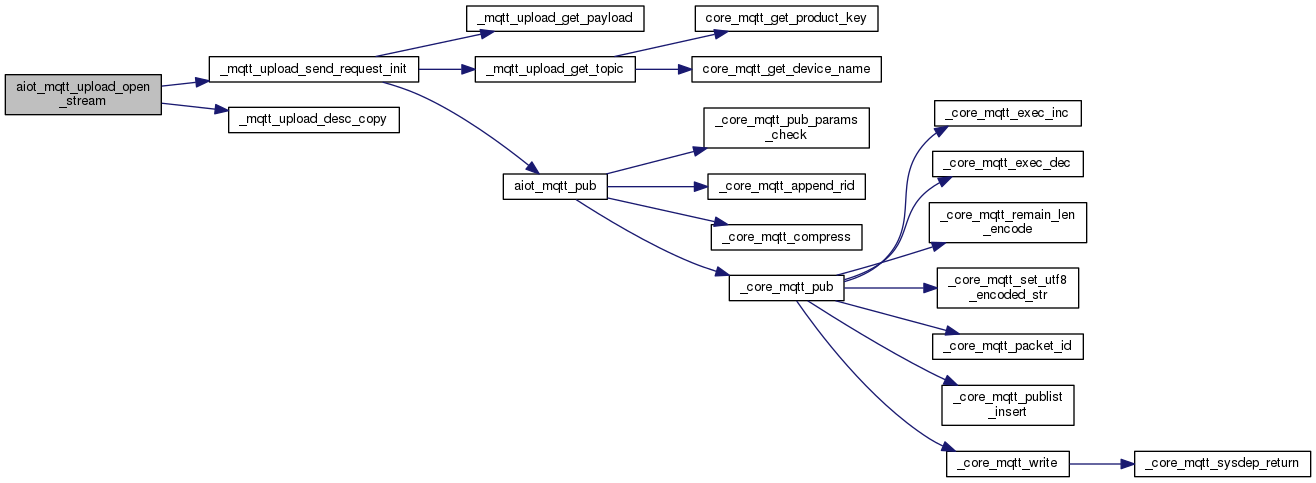 aiot_mqtt_upload_open
_stream
_mqtt_upload_send_request_init
_mqtt_upload_desc_copy
_mqtt_upload_get_payload
_mqtt_upload_get_topic
aiot_mqtt_pub
core_mqtt_get_product_key
core_mqtt_get_device_name
_core_mqtt_pub_params
_check
_core_mqtt_append_rid
_core_mqtt_compress
_core_mqtt_pub
_core_mqtt_exec_inc
_core_mqtt_exec_dec
_core_mqtt_remain_len
_encode
_core_mqtt_set_utf8
_encoded_str
_core_mqtt_packet_id
_core_mqtt_publist
_insert
_core_mqtt_write
_core_mqtt_sysdep_return